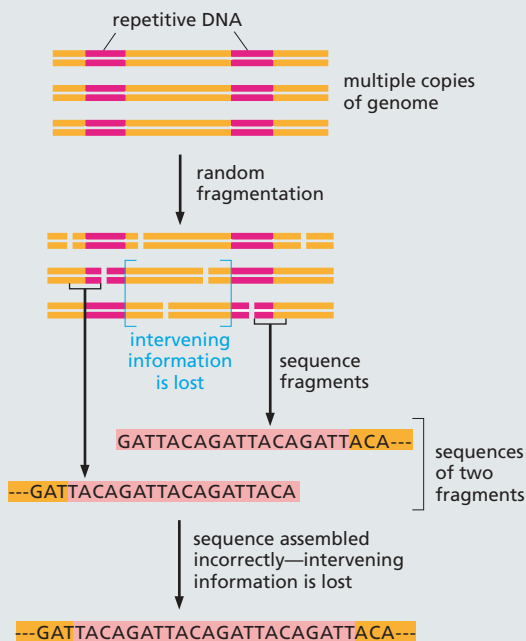 repetitive DNA
multiple copies
of genome
random
fragmentation
intervening
information
is lost
sequence
fragments
GATTACAGATTACAGATTACA---
---GATTACAGATTACAGATTACA
sequences
of two
fragments
sequence assembled
incorrectly—intervening
information is lost
---GATTACAGATTACAGATTACAGATTACA---